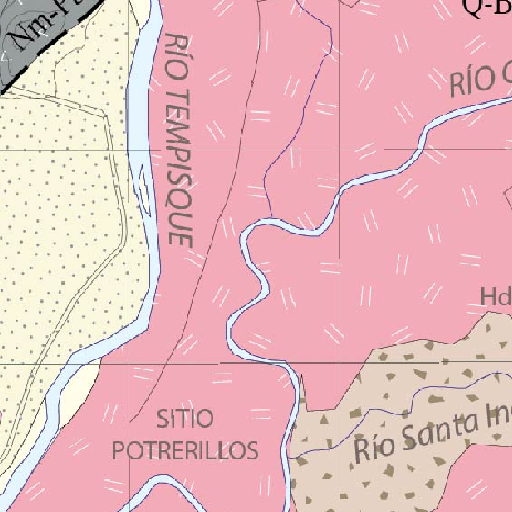 Q-B
RÍO
RÍO TEMPISQUE
Hd
SITIO
POTRERILLOS
Río Santa In